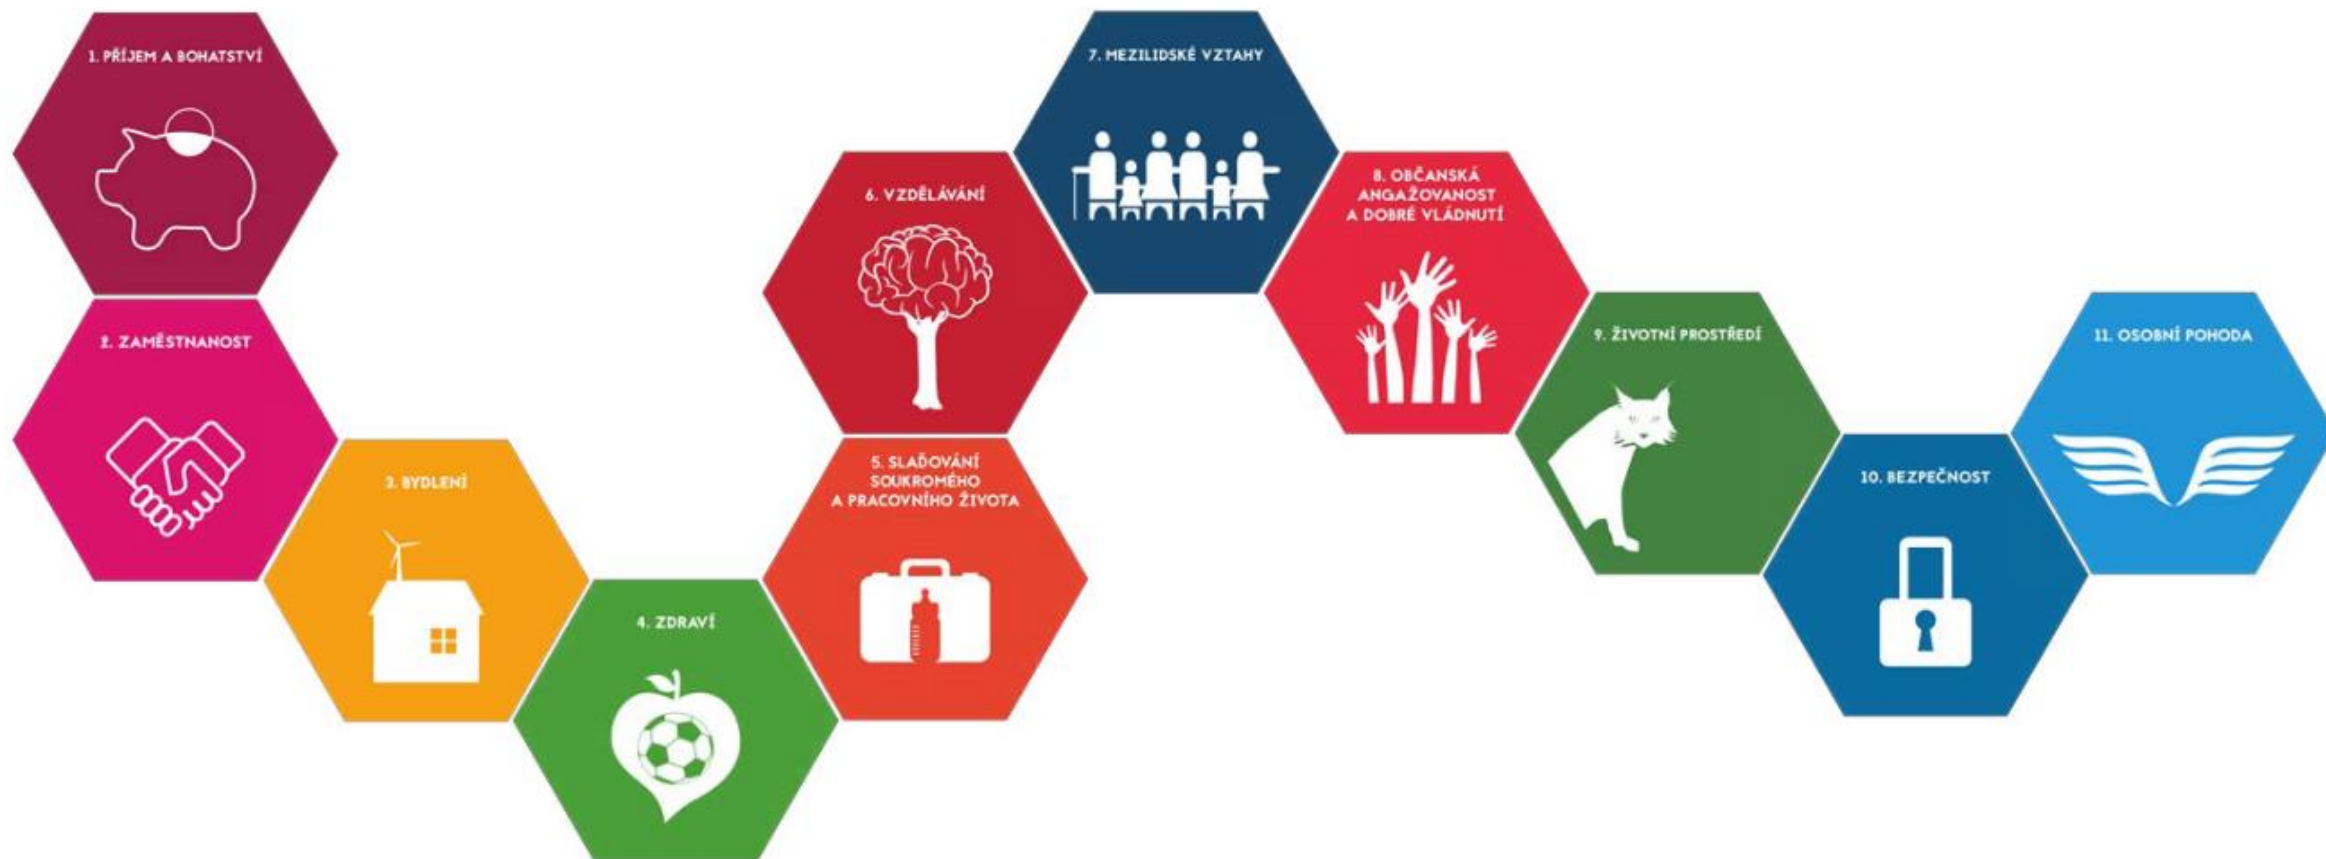 1. PŘÍJEM A BOHATSTVÍ
2. ZAMĚSTNANOST
3. BYDLENÍ
4. ZDRAVÍ
5. SLAĎOVÁNÍ
SOUKROMÉHO
A PRACOVNÍHO ŽIVOTA
6. VZDĚLÁVÁNÍ
7. MEZILIDSKÉ VZTAHY
8. OBČANSKÁ
ANGAŽOVANOST
A DOBRÉ VLÁDNUTÍ
9. ŽIVOTNÍ PROSTŘEDÍ
10. BEZPEČNOST
11. OSOBNÍ POHODA